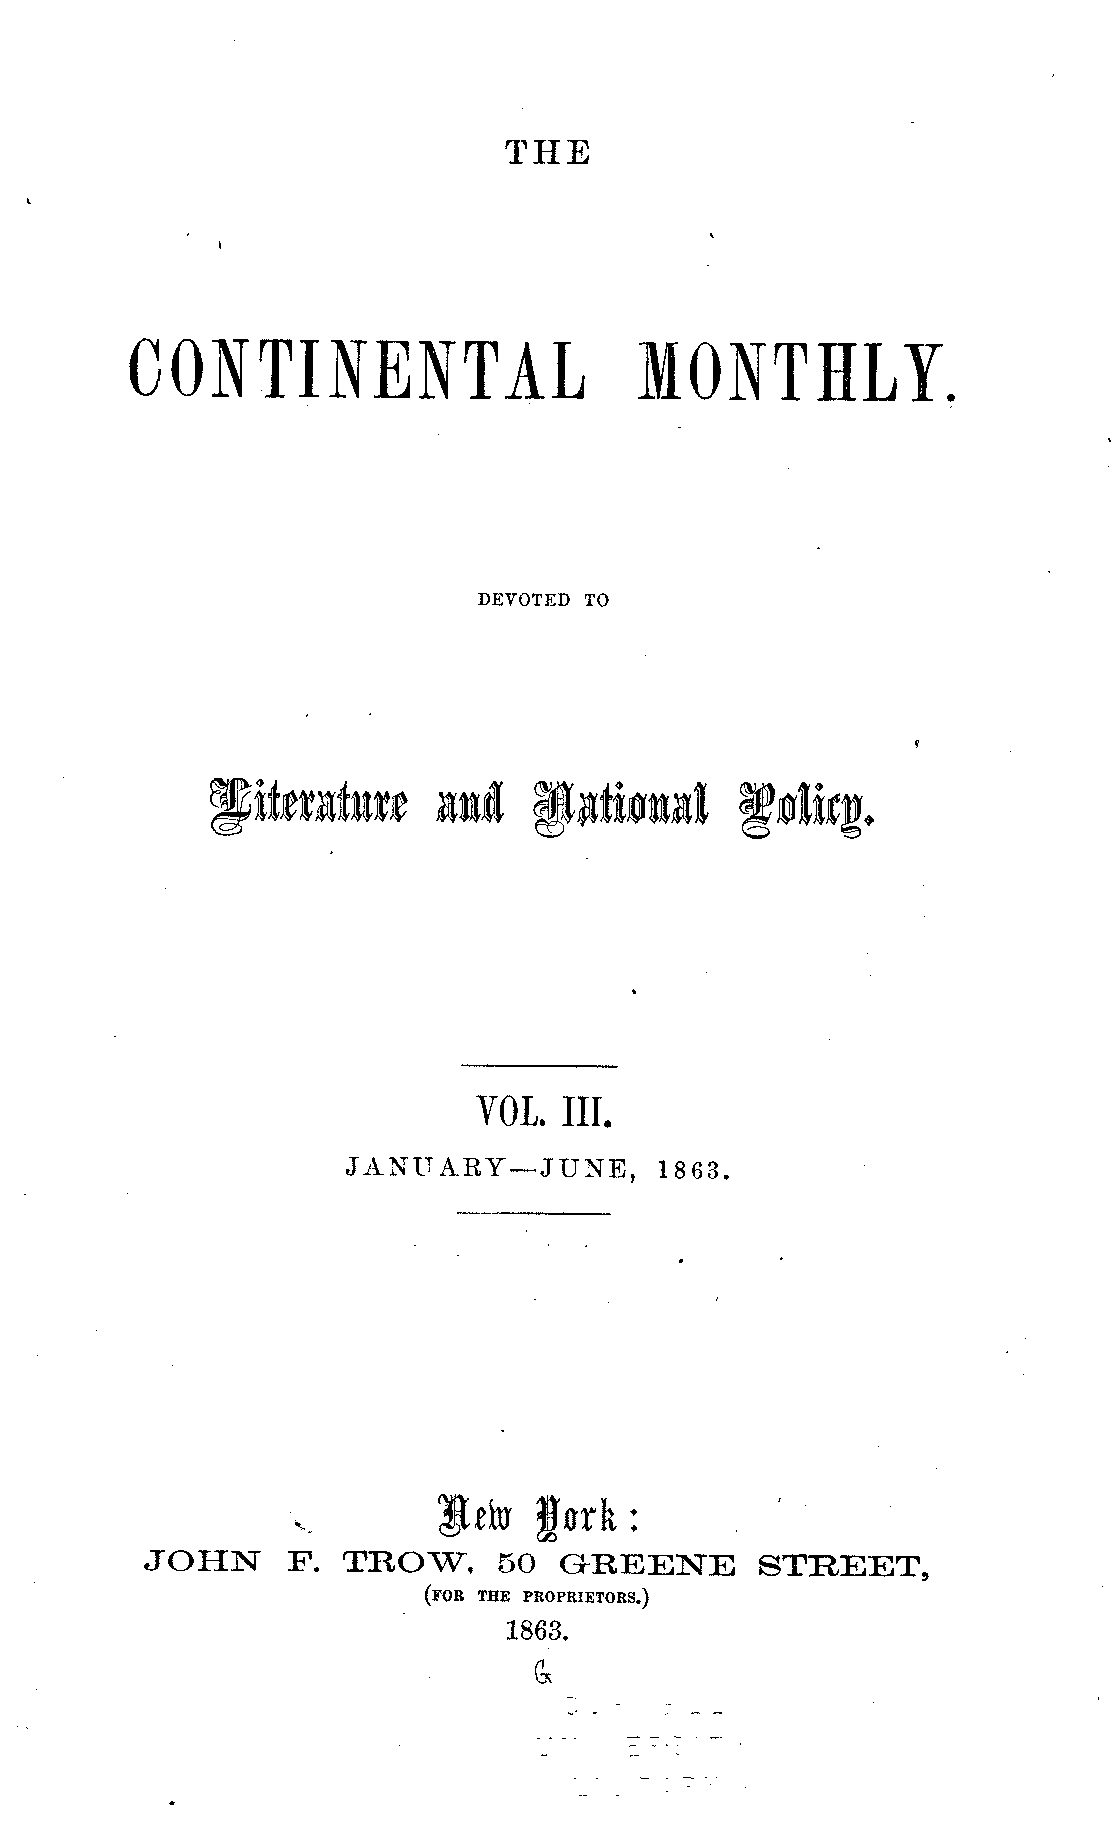 THE
CONTINENTAL MONTHLY.
DEVOTED TO
Literature and National Policy.
VOL. III.
JANUARY—JUNE, 1863.
New York:
JOHN F. TROW, 50 GREENE STREET,
(FOR THE PROPRIETORS.)
1863.
G